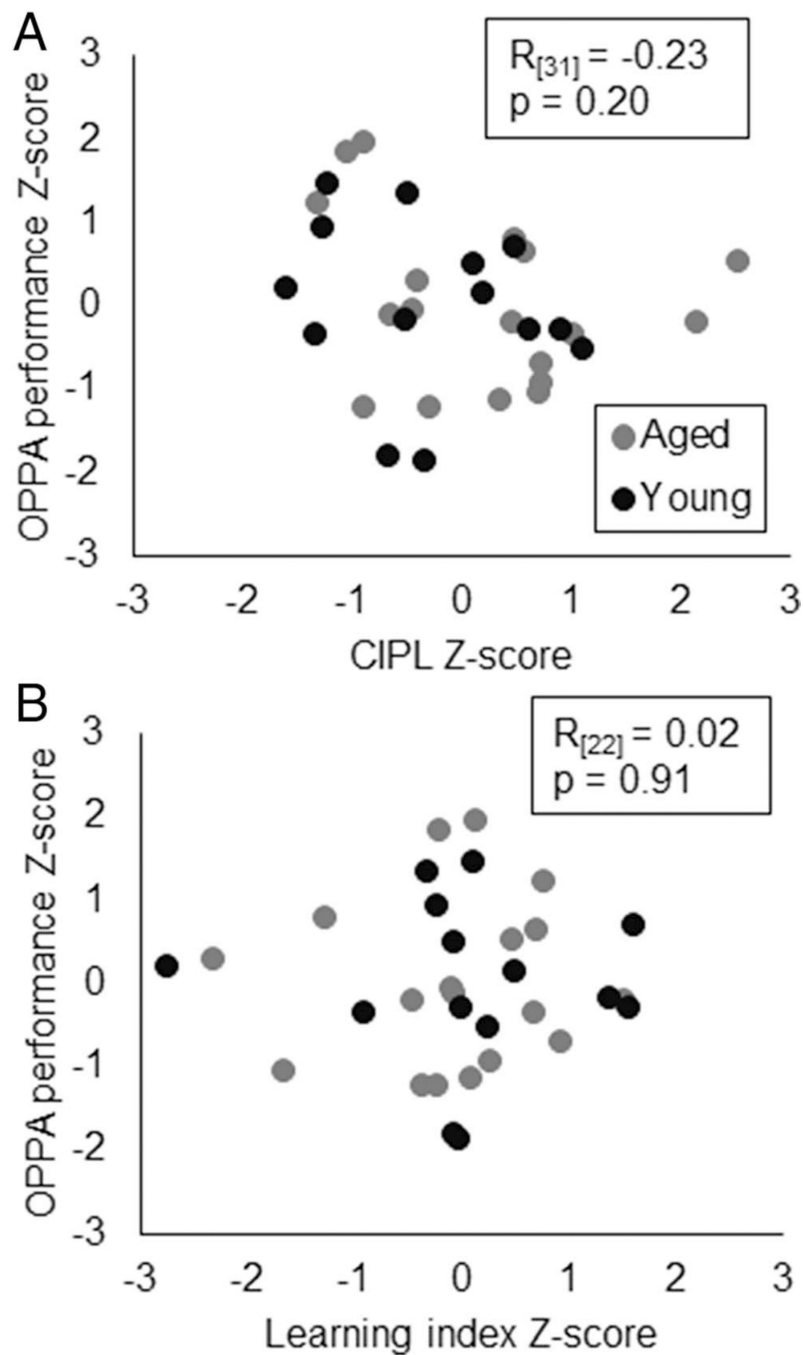 A
R[31] = -0.23
p = 0.20
OPPA performance Z-score
3
2
1
0
-1
-2
-3
Aged
Young
-3 -2 -1 0 1 2 3
CIPL Z-score
B
R[22] = 0.02
p = 0.91
OPPA performance Z-score
3
2
1
0
-1
-2
-3
-3 -2 -1 0 1 2 3
Learning index Z-score